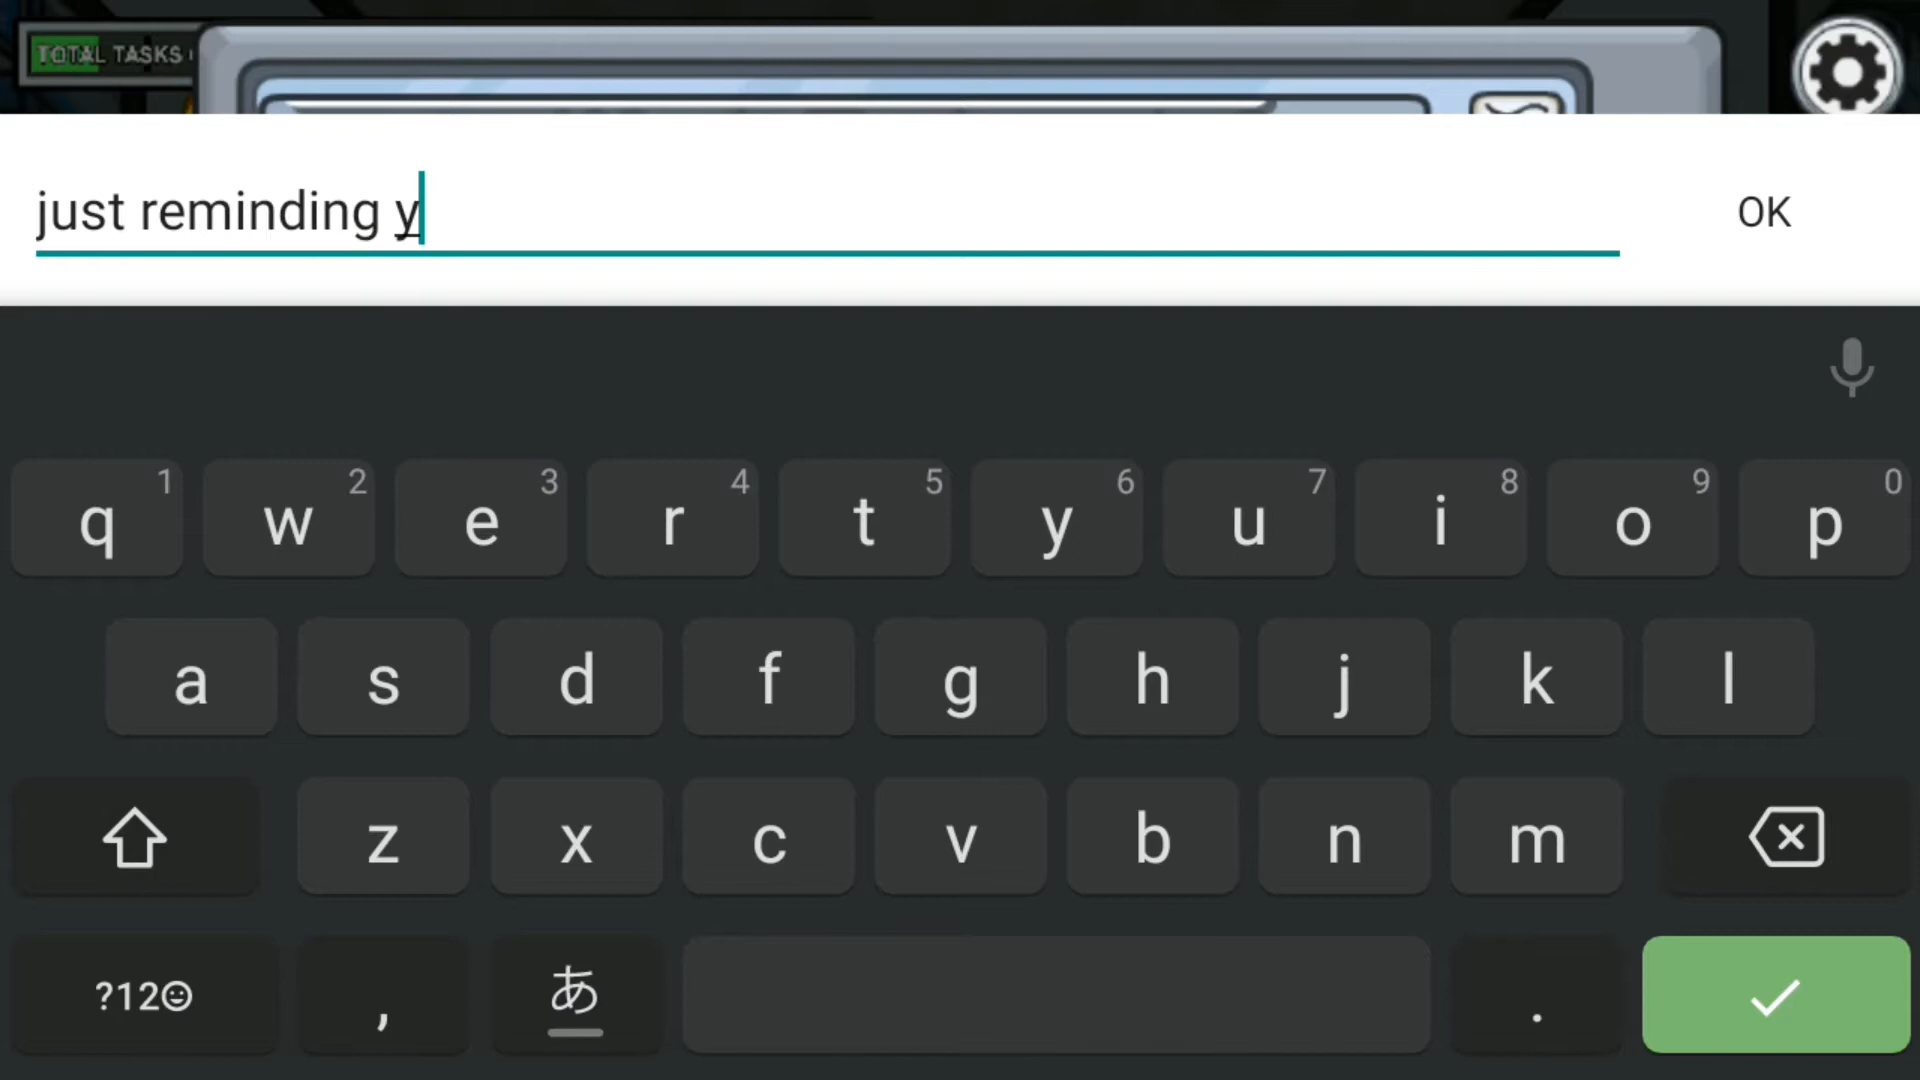 TOTAL TASKS
just reminding y
OK
q 1 w 2 e 3 r 4 t 5 y 6 u 7 i 8 o 9 p 0
a s d f g h j k l
z x c v b n m
?12☺ , あ .